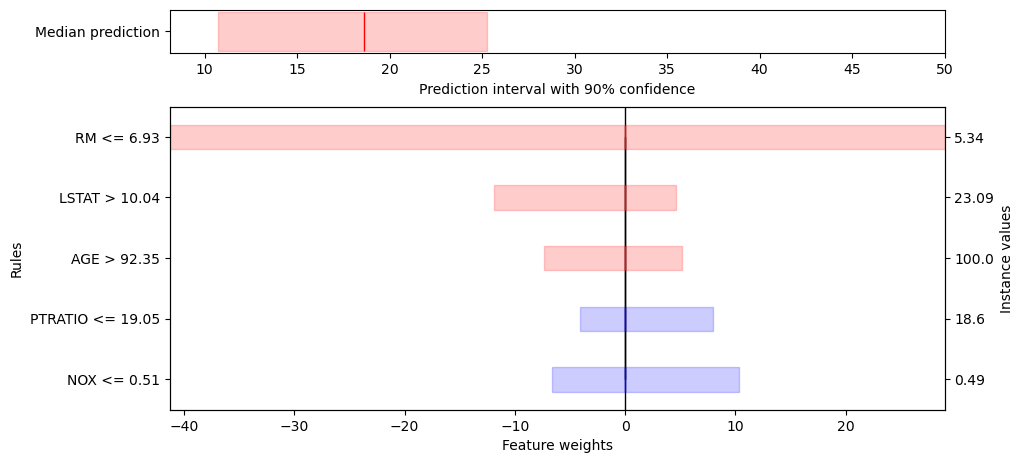 Median prediction
10 15 20 25 30 35 40 45 50
Prediction interval with 90% confidence
Rules
RM <= 6.93 5.34
LSTAT > 10.04 23.09
AGE > 92.35 100.0
PTRATIO <= 19.05 18.6
NOX <= 0.51 0.49
Instance values
−40 −30 −20 −10 0 10 20
Feature weights